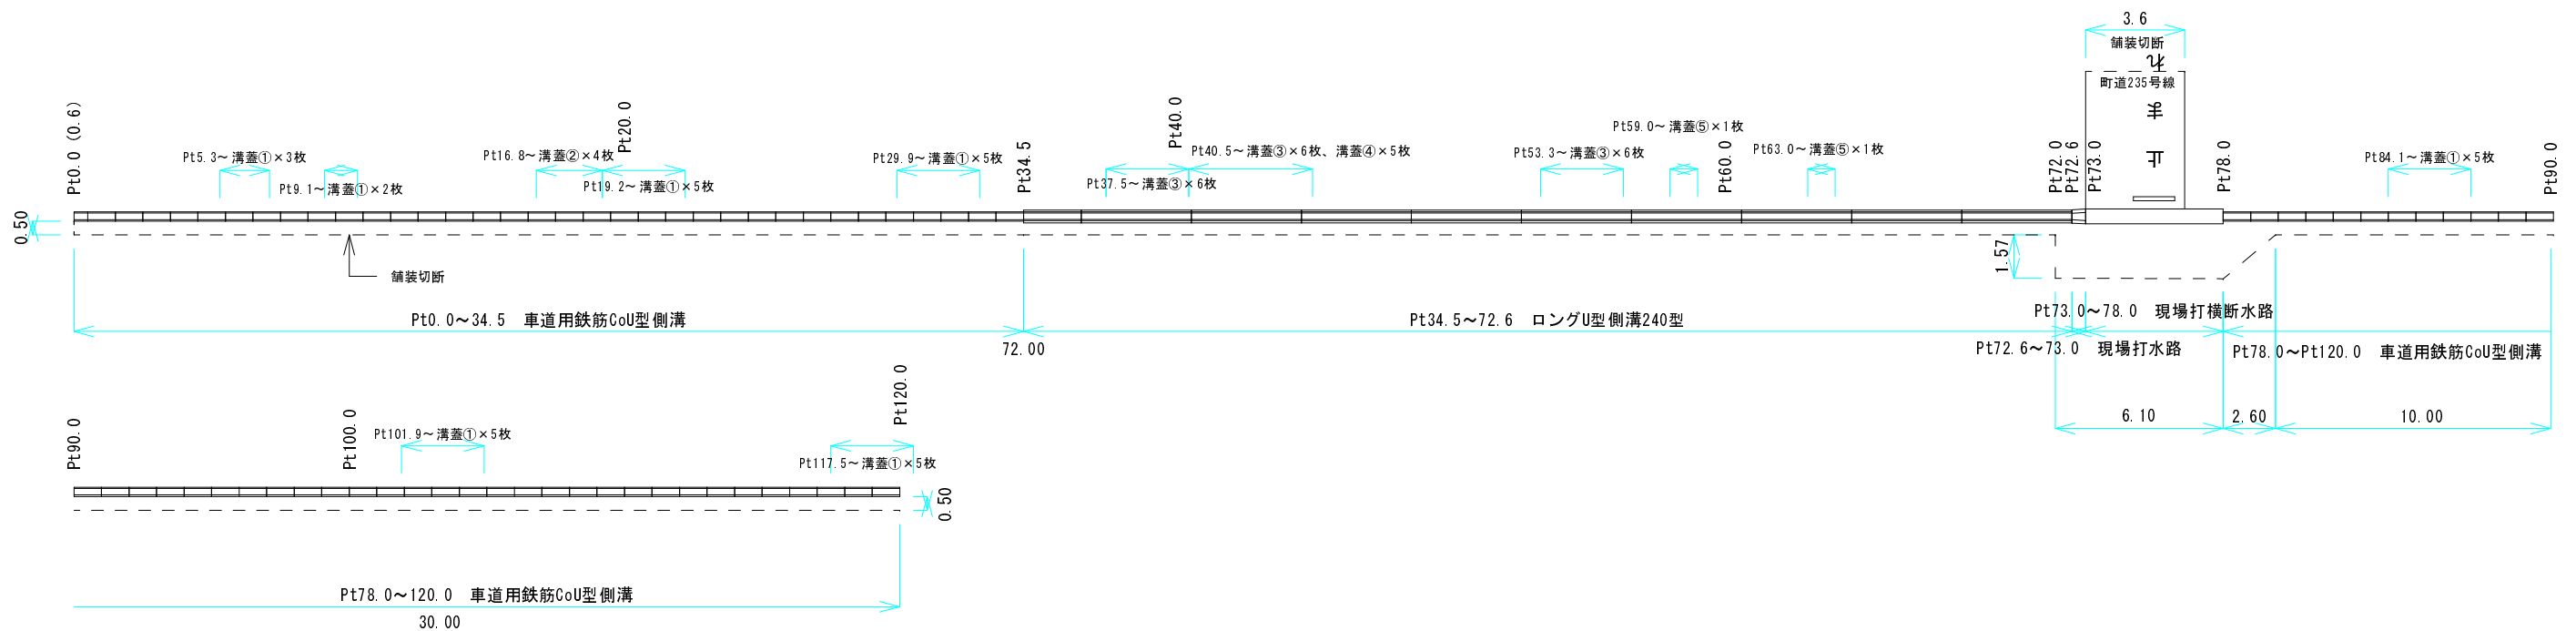 3.6
舗装切断
町道235号線
止まれ
Pt0.0 (0.6)
Pt5.3～溝蓋①×3枚
Pt9.1～溝蓋①×2枚
Pt16.8～溝蓋②×4枚
Pt20.0
Pt19.2～溝蓋①×5枚
Pt29.9～溝蓋①×5枚
Pt34.5
Pt37.5～溝蓋③×6枚
Pt40.0
Pt40.5～溝蓋③×6枚、溝蓋④×5枚
Pt53.3～溝蓋③×6枚
Pt59.0～溝蓋⑤×1枚
Pt60.0
Pt63.0～溝蓋⑤×1枚
Pt72.0
Pt72.6
Pt73.0
Pt78.0
Pt84.1～溝蓋①×5枚
Pt90.0
0.50
舗装切断
1.57
Pt0.0～34.5　車道用鉄筋CoU型側溝
Pt34.5～72.6　ロングU型側溝240型
Pt73.0～78.0　現場打横断水路
72.00
Pt72.6～73.0　現場打水路
Pt78.0～Pt120.0　車道用鉄筋CoU型側溝
6.10
2.60
10.00
Pt90.0
Pt100.0
Pt101.9～溝蓋①×5枚
Pt120.0
Pt117.5～溝蓋①×5枚
0.50
Pt78.0～120.0　車道用鉄筋CoU型側溝
30.00